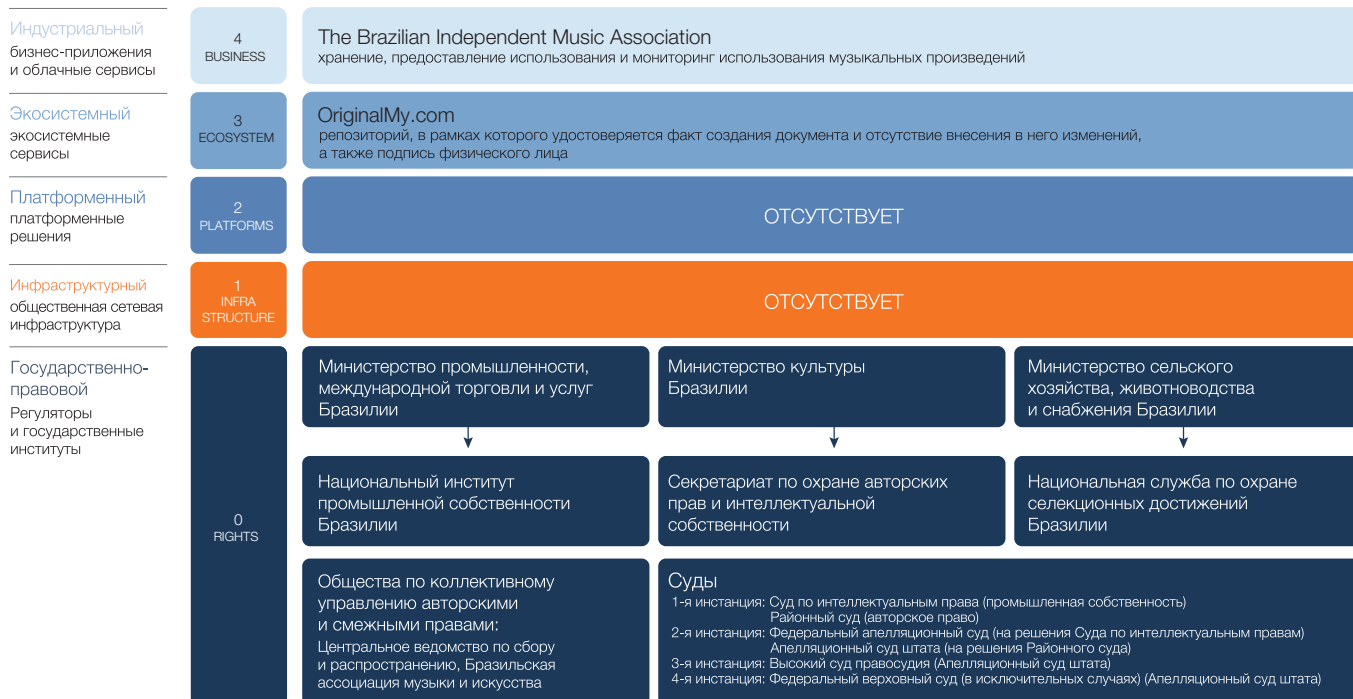 Индустриальный
бизнес-приложения
и облачные сервисы
4
BUSINESS
The Brazilian Independent Music Association
хранение, предоставление использования и мониторинг использования музыкальных произведений
Экосистемный
экосистемные
сервисы
3
ECOSYSTEM
OriginalMy.com
репозиторий, в рамках которого удостоверяется факт создания документа и отсутствие внесения в него изменений,
а также подпись физического лица
Платформенный
платформенные
решения
2
PLATFORMS
ОТСУТСТВУЕТ
Инфраструктурный
общественная сетевая
инфраструктура
1
INFRA
STRUCTURE
ОТСУТСТВУЕТ
Государственно-
правовой
Регуляторы
и государственные
институты
0
RIGHTS
Министерство промышленности,
международной торговли и услуг
Бразилии
Министерство культуры
Бразилии
Министерство сельского
хозяйства, животноводства
и снабжения Бразилии
Национальный институт
промышленной собственности
Бразилии
Секретариат по охране авторских
прав и интеллектуальной
собственности
Национальная служба по охране
селекционных достижений
Бразилии
Общества по коллективному
управлению авторскими
и смежными правами:
Центральное ведомство по сбору
и распространению, Бразильская
ассоциация музыки и искусства
Суды
1-я инстанция: Суд по интеллектуальным права (промышленная собственность)
Районный суд (авторское право)
2-я инстанция: Федеральный апелляционный суд (на решения Суда по интеллектуальным правам)
Апелляционный суд штата (на решения Районного суда)
3-я инстанция: Высокий суд правосудия (Апелляционный суд штата)
4-я инстанция: Федеральный верховный суд (в исключительных случаях) (Апелляционный суд штата)